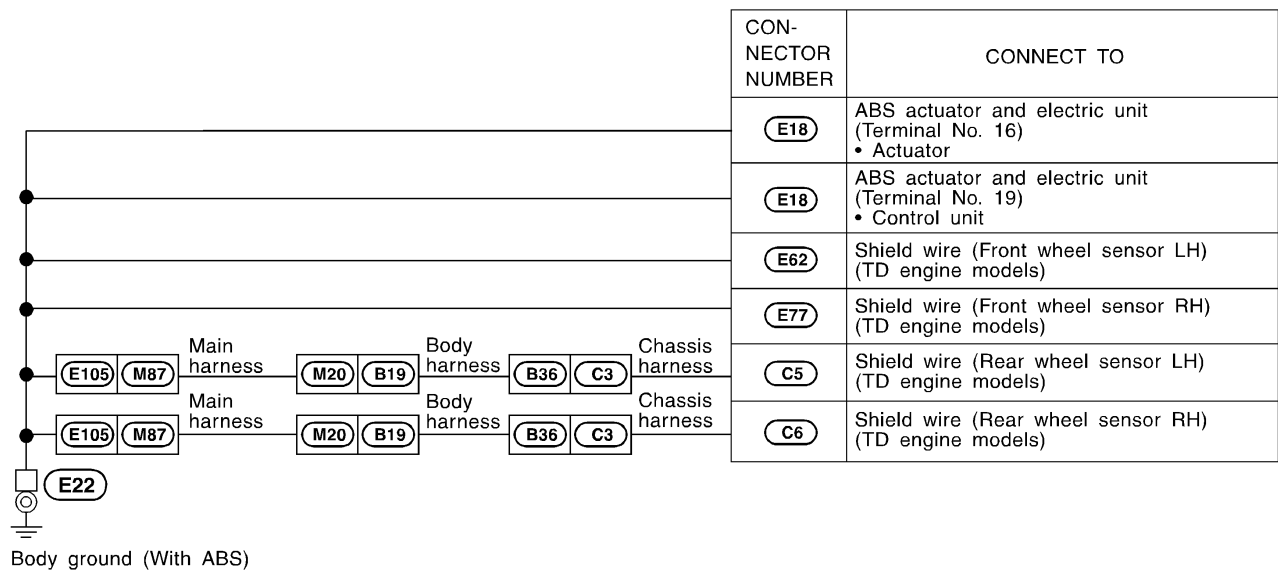 CON-
NECTOR
NUMBER
CONNECT TO
E18
ABS actuator and electric unit
(Terminal No. 16)
• Actuator
E18
ABS actuator and electric unit
(Terminal No. 19)
• Control unit
E62
Shield wire (Front wheel sensor LH)
(TD engine models)
E77
Shield wire (Front wheel sensor RH)
(TD engine models)
E105 M87
Main
harness
M20 B19
Body
harness
B36 C3
Chassis
harness
C5
Shield wire (Rear wheel sensor LH)
(TD engine models)
E105 M87
Main
harness
M20 B19
Body
harness
B36 C3
Chassis
harness
C6
Shield wire (Rear wheel sensor RH)
(TD engine models)
E22
Body ground (With ABS)